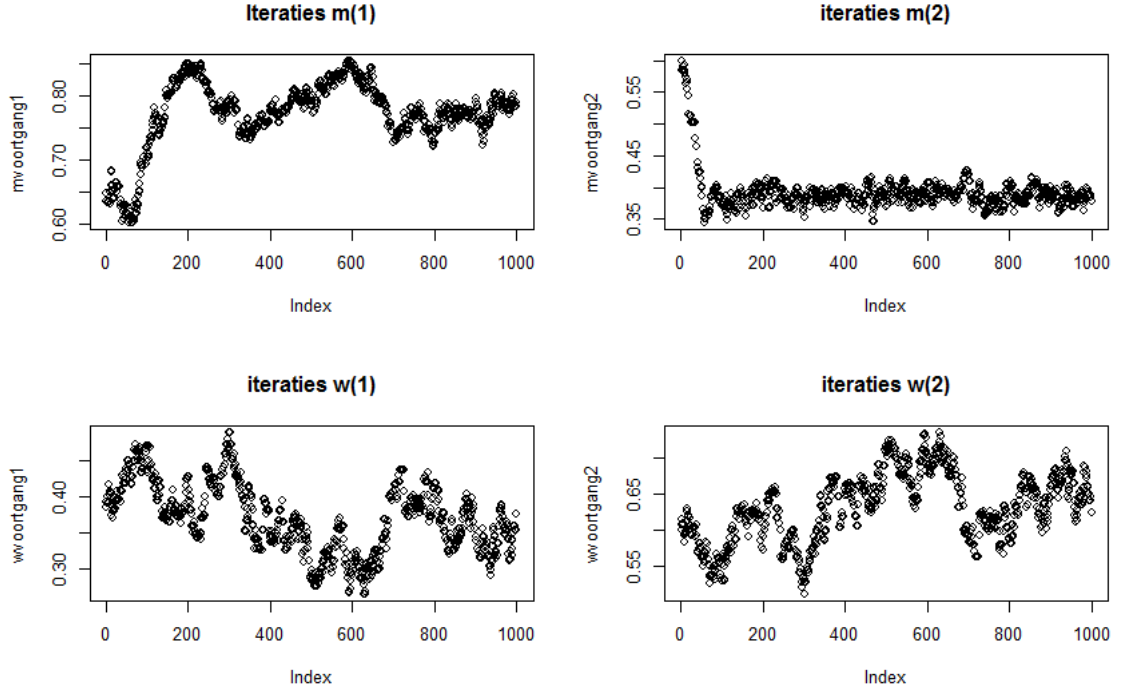 Iteraties m(1)
mvoortgang1
0.60 0.70 0.80
0 200 400 600 800 1000
Index
iteraties m(2)
mvoortgang2
0.35 0.45 0.55
0 200 400 600 800 1000
Index
iteraties w(1)
wvoortgang1
0.30 0.40
0 200 400 600 800 1000
Index
iteraties w(2)
wvoortgang2
0.55 0.65
0 200 400 600 800 1000
Index